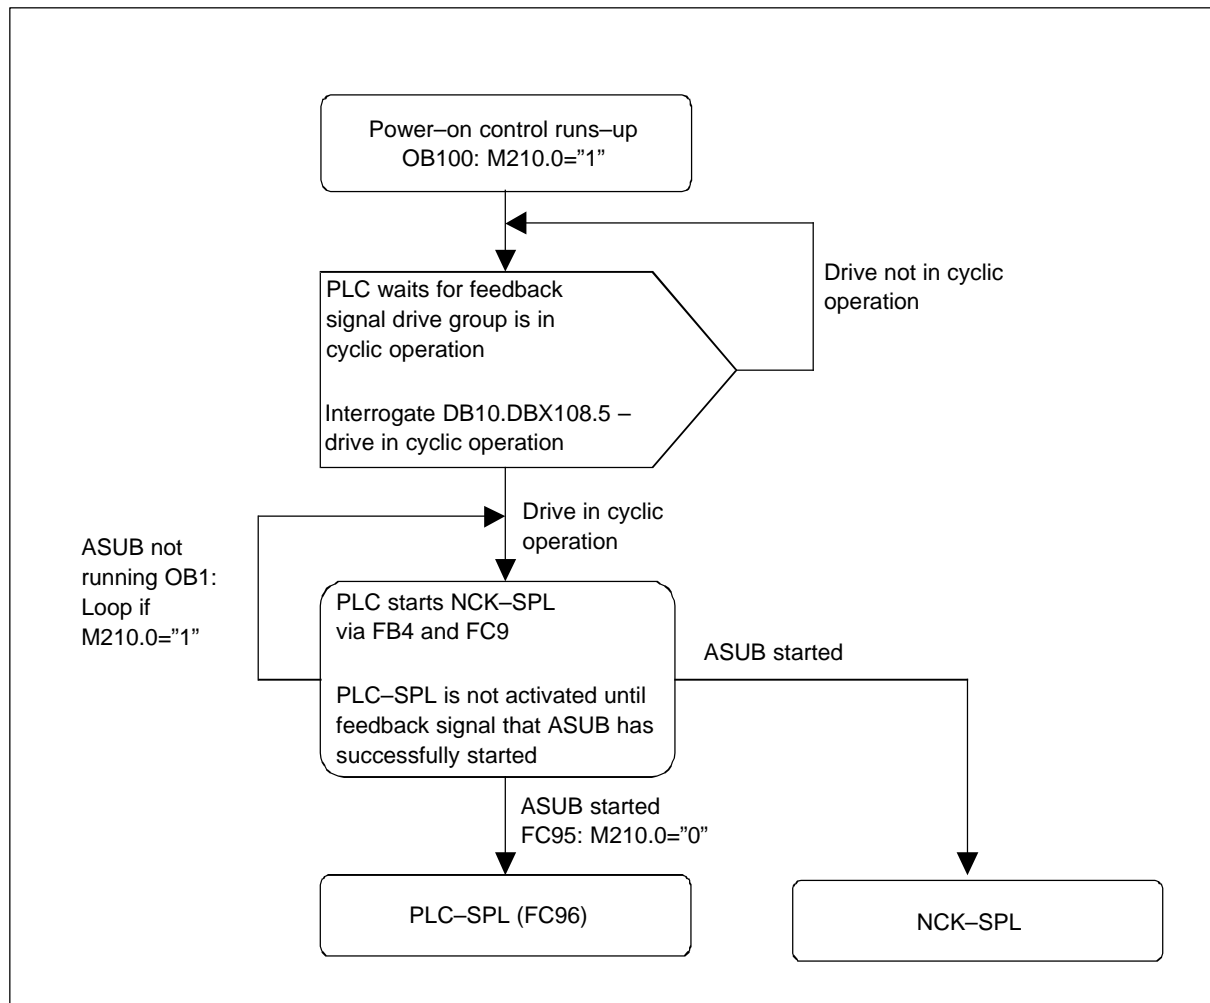 Power–on control runs–up
OB100: M210.0=”1”
Drive not in cyclic
operation
PLC waits for feedback
signal drive group is in
cyclic operation
Interrogate DB10.DBX108.5 –
drive in cyclic operation
Drive in cyclic
operation
ASUB not
running OB1:
Loop if
M210.0=”1”
PLC starts NCK–SPL
via FB4 and FC9
PLC–SPL is not activated until
feedback signal that ASUB has
successfully started
ASUB started
ASUB started
FC95: M210.0=”0”
PLC–SPL (FC96)
NCK–SPL